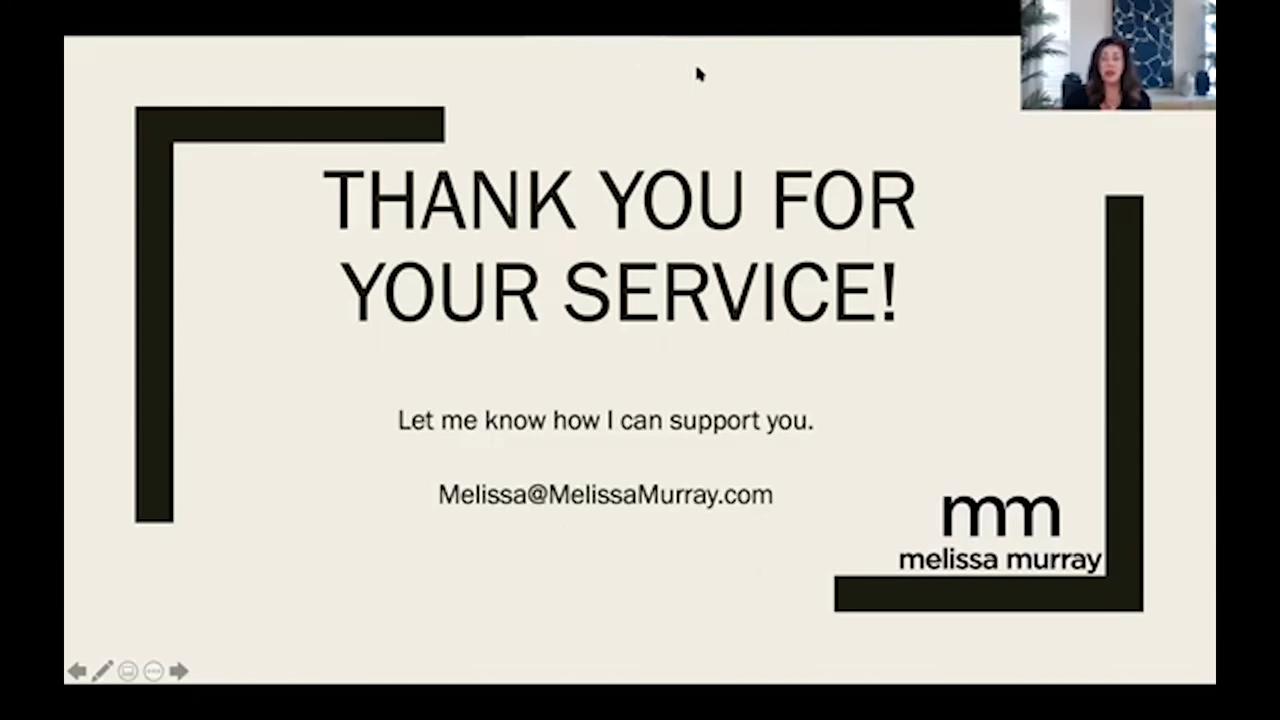 THANK YOU FOR
YOUR SERVICE!
Let me know how I can support you.
Melissa@MelissaMurray.com
mm
melissa murray